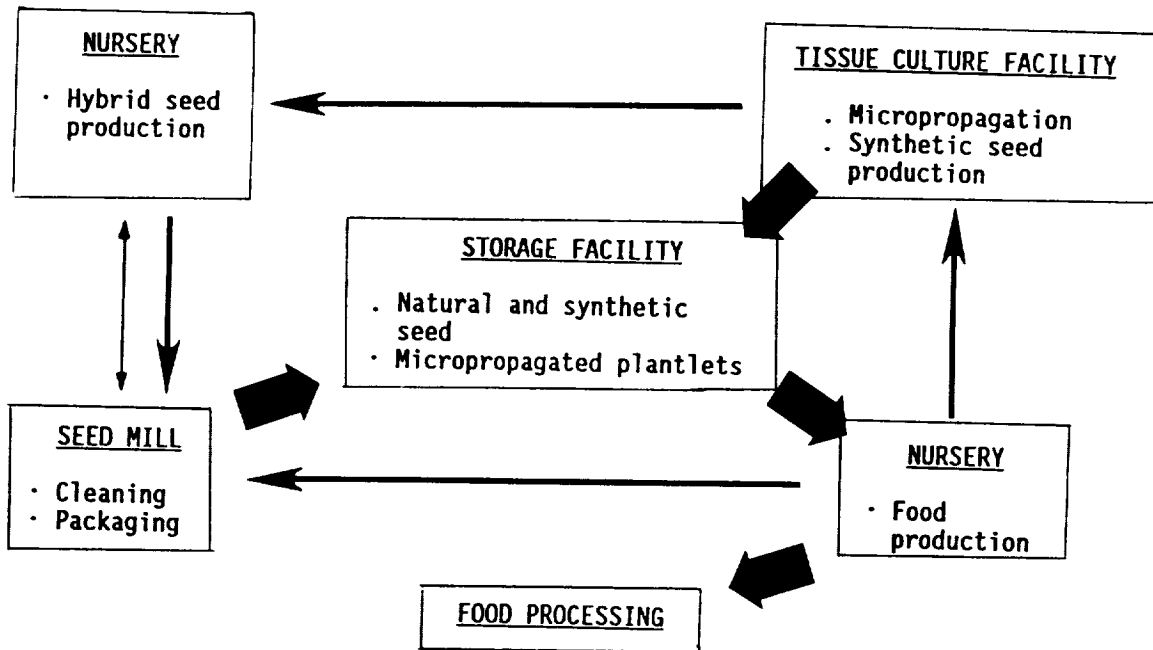 NURSERY
· Hybrid seed
production
TISSUE CULTURE FACILITY
. Micropropagation
. Synthetic seed
production
STORAGE FACILITY
. Natural and synthetic
seed
· Micropropagated plantlets
SEED MILL
· Cleaning
· Packaging
NURSERY
· Food
production
FOOD PROCESSING